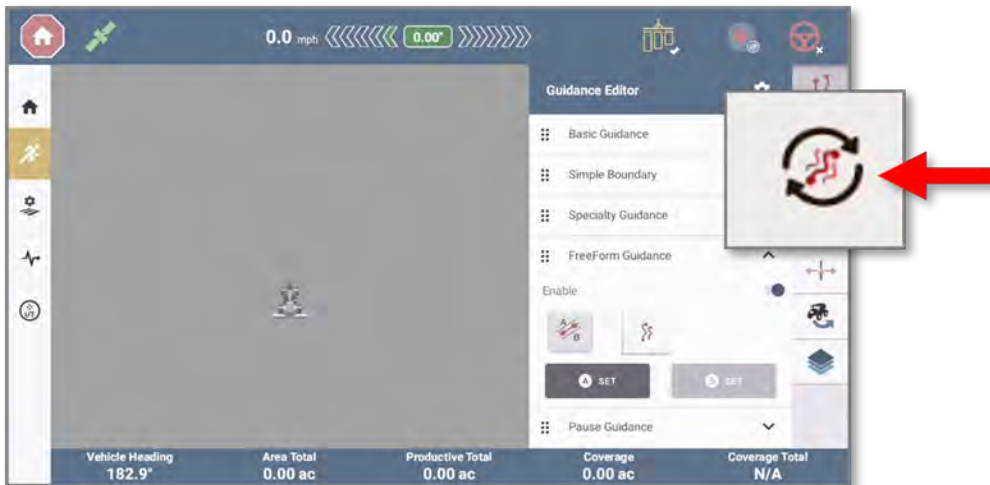 0.0 mph 0.00"
Guidance Editor
Basic Guidance
Simple Boundary
Specialty Guidance
FreeForm Guidance
Enable
A B
A SET B SET
Pause Guidance
Vehicle Heading Area Total Productive Total Coverage Coverage Total
182.9° 0.00 ac 0.00 ac 0.00 ac N/A